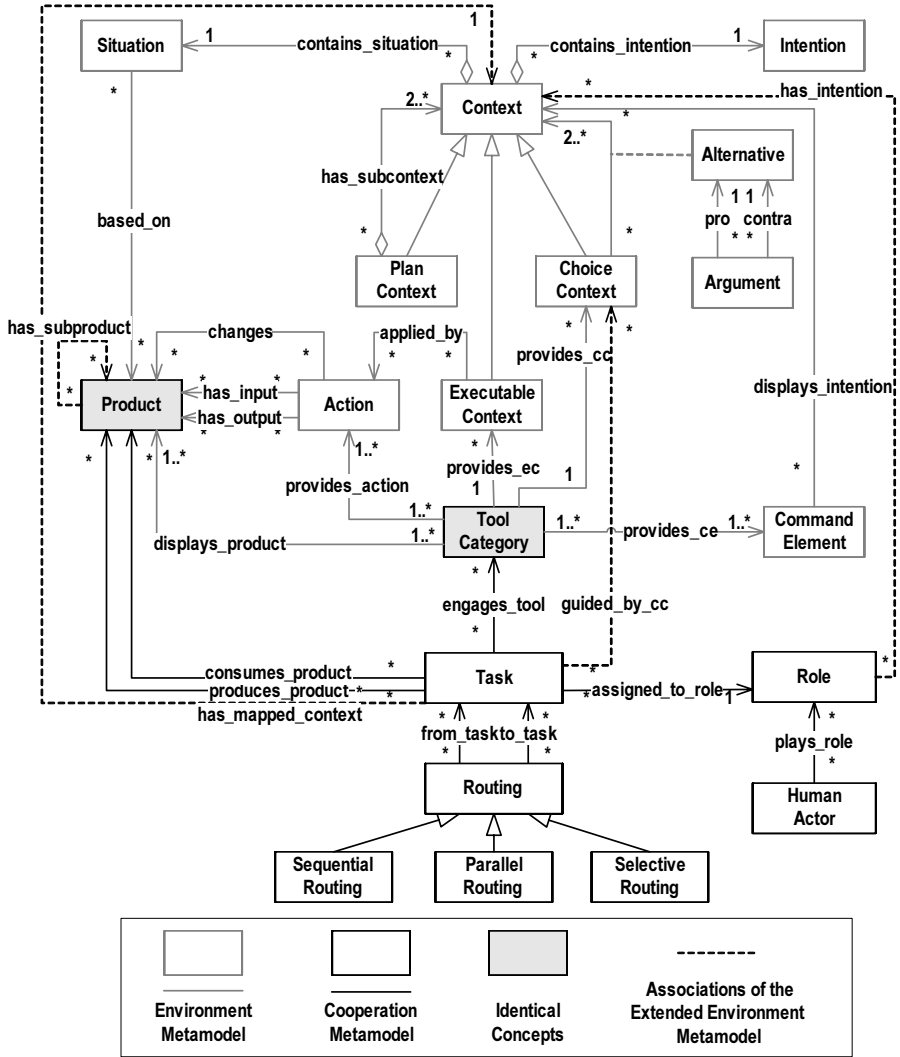 1
Situation
1
contains_situation
*
*
contains_intention
1
Intention
*
*
has_intention
2..*
Context
*
2..*
Alternative
has_subcontext
1 1
pro
contra
based_on
*
*
* *
Plan
Context
Choice
Context
Argument
has_subproduct
changes
applied_by
*
*
*
provides_cc
*
*
*
*
*
*
displays_intention
*
Product
*
has_input
*
Action
Executable
Context
has_output
*
*
*
*
1..*
1..*
*
provides_ec
provides_action
1
1
*
1..*
Tool
Category
1..*
provides_ce
1..*
Command
Element
displays_product
1..*
*
engages_tool
guided_by_cc
*
consumes_product
*
Task
*
Role
*
produces_product
*
*
*
assigned_to_role
1
has_mapped_context
*
*
*
from_task
to_task
plays_role
*
*
*
Routing
Human
Actor
Sequential
Routing
Parallel
Routing
Selective
Routing
Environment
Metamodel
Cooperation
Metamodel
Identical
Concepts
Associations of the
Extended Environment
Metamodel